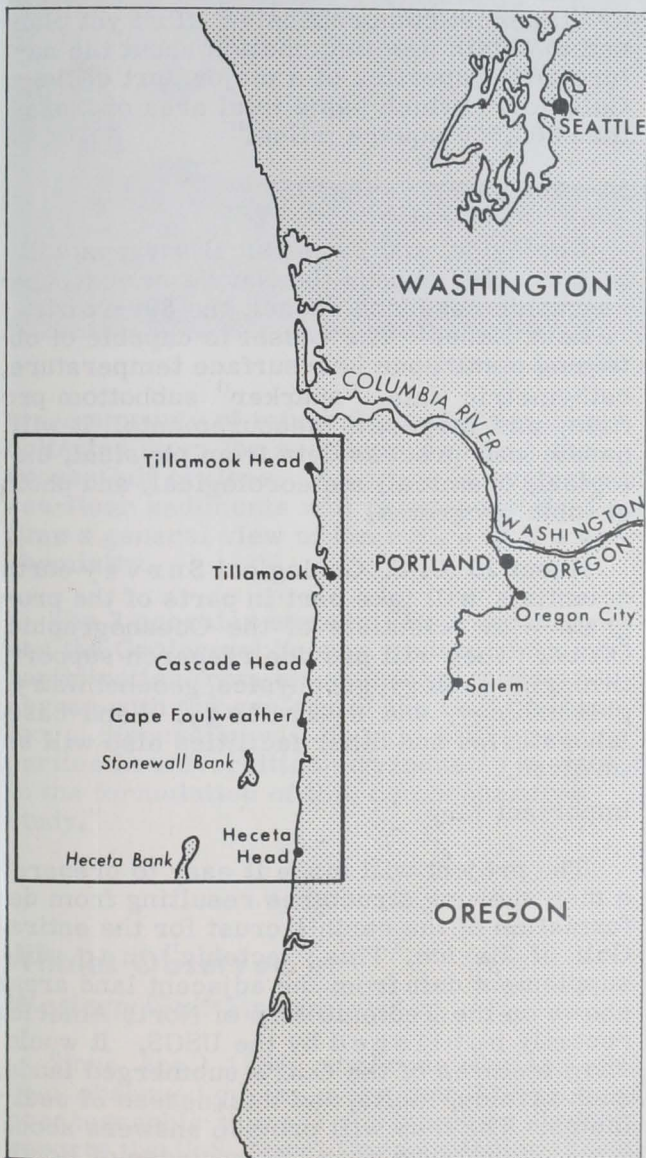 SEATTLE
WASHINGTON
COLUMBIA RIVER
Tillamook Head
WASHINGTON
OREGON
PORTLAND
Tillamook
Oregon City
Cascade Head
Salem
Cape Foulweather
Stonewall Bank
Heceta
Head
Heceta Bank
OREGON